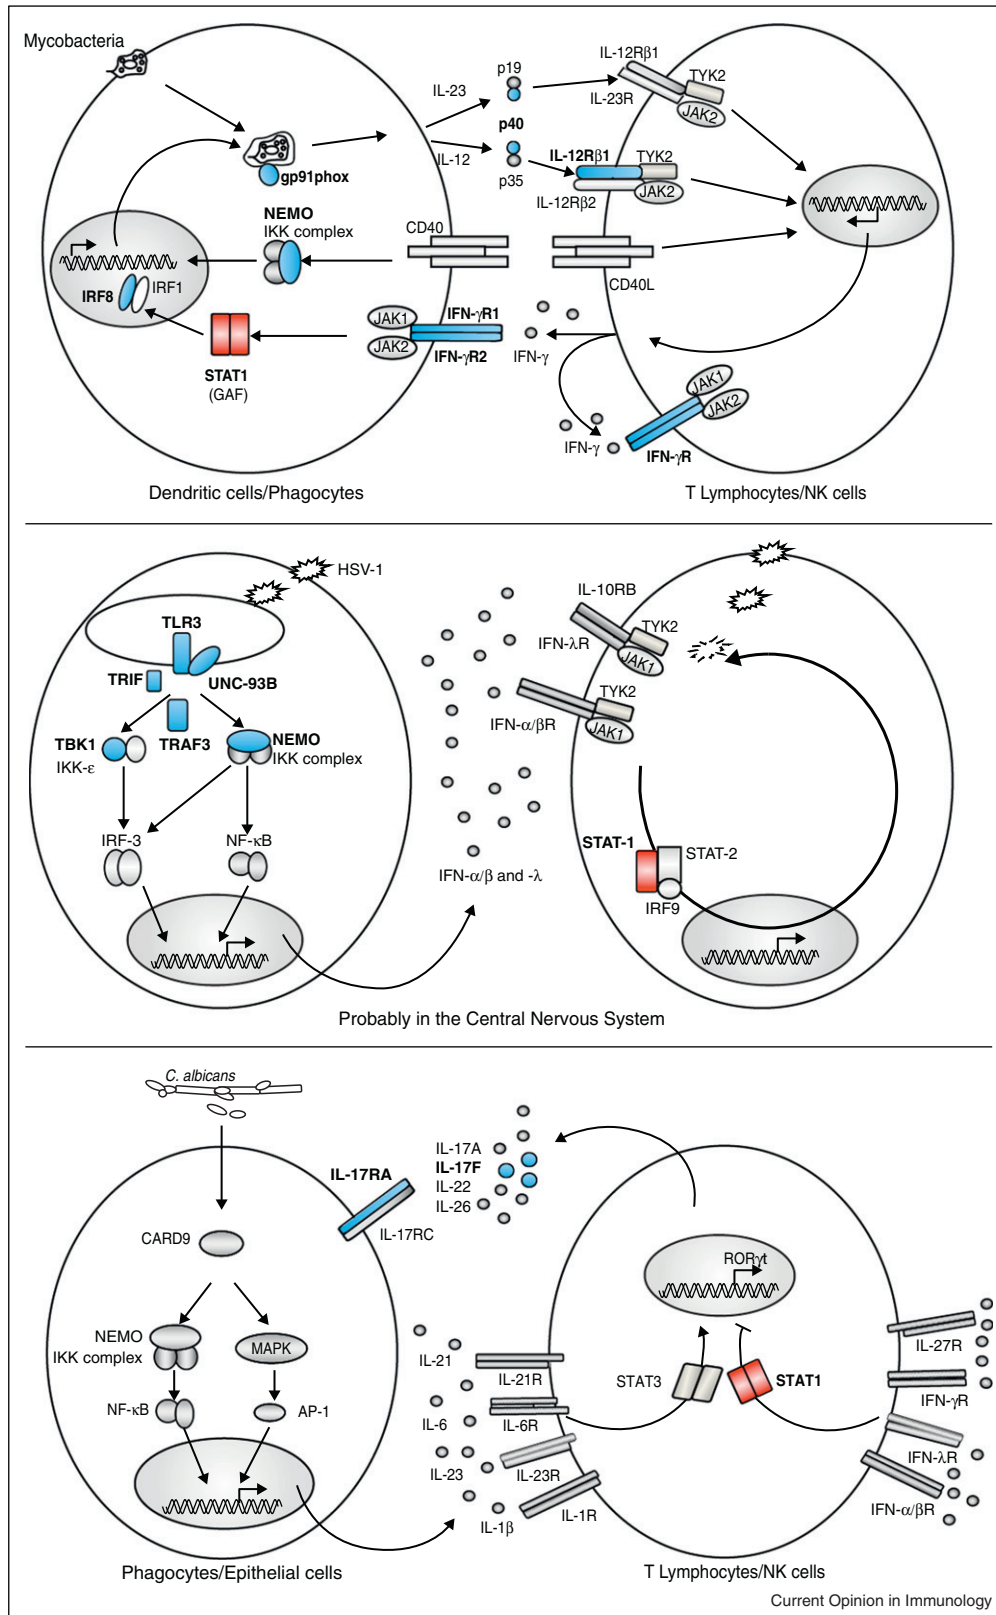 Mycobacteria
IL-23
p19
IL-12Rβ1
TYK2
IL-23R
JAK2
p40
IL-12
p35
IL-12Rβ1
TYK2
IL-12Rβ2
JAK2
gp91phox
NEMO
IKK complex
CD40
CD40L
IRF8
IRF1
STAT1
(GAF)
JAK1
JAK2
IFN-γR1
IFN-γR2
IFN-γ
JAK1
JAK2
IFN-γ
IFN-γR
Dendritic cells/Phagocytes
T Lymphocytes/NK cells
HSV-1
TLR3
TRIF
UNC-93B
TBK1
IKK-ε
TRAF3
NEMO
IKK complex
IRF-3
NF-κB
IL-10RB
TYK2
IFN-λR
JAK1
TYK2
IFN-α/βR
JAK1
IFN-α/β and -λ
STAT-1
STAT-2
IRF9
Probably in the Central Nervous System
C. albicans
IL-17RA
IL-17RC
IL-17A
IL-17F
IL-22
IL-26
CARD9
NEMO
IKK complex
MAPK
NF-κB
AP-1
RORγt
IL-21
IL-21R
IL-6
IL-6R
IL-23
IL-23R
IL-1β
IL-1R
STAT3
STAT1
IL-27R
IFN-γR
IFN-λR
IFN-α/βR
Phagocytes/Epithelial cells
T Lymphocytes/NK cells
Current Opinion in Immunology